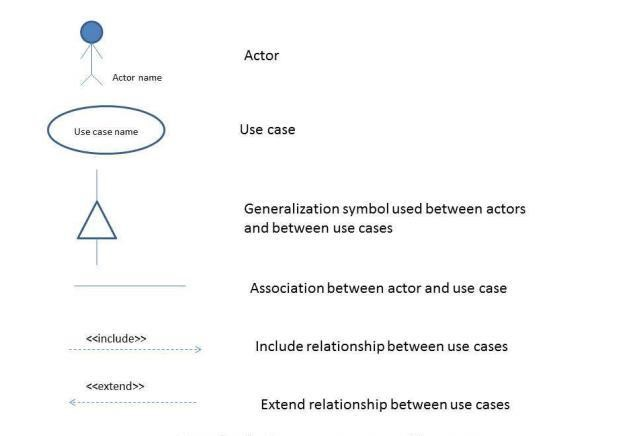 Actor
Actor name
Use case name
Use case
Generalization symbol used between actors
and between use cases
Association between actor and use case
<<include>>
Include relationship between use cases
<<extend>>
Extend relationship between use cases